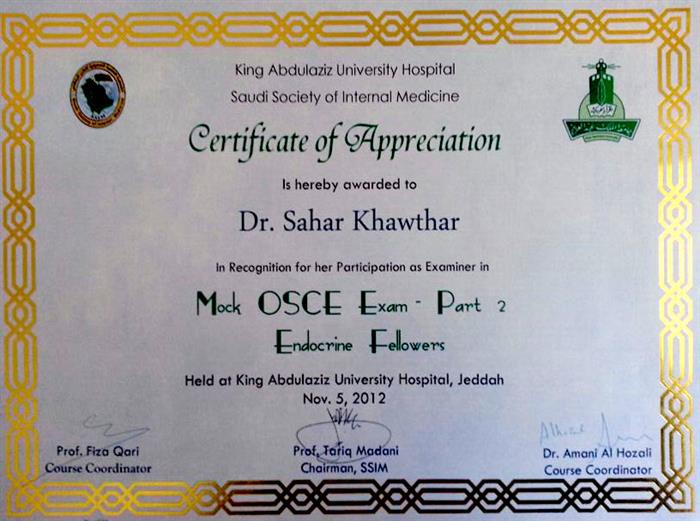 King Abdulaziz University Hospital
Saudi Society of Internal Medicine
Certificate of Appreciation
Is hereby awarded to
Dr. Sahar Khawthar
In Recognition for her Participation as Examiner in
Mock OSCE Exam - Part 2
Endocrine Fellowers
Held at King Abdulaziz University Hospital, Jeddah
Nov. 5, 2012
Prof. Fiza Qari
Course Coordinator
Prof. Tariq Madani
Chairman, SSIM
Dr. Amani Al Hozali
Course Coordinator